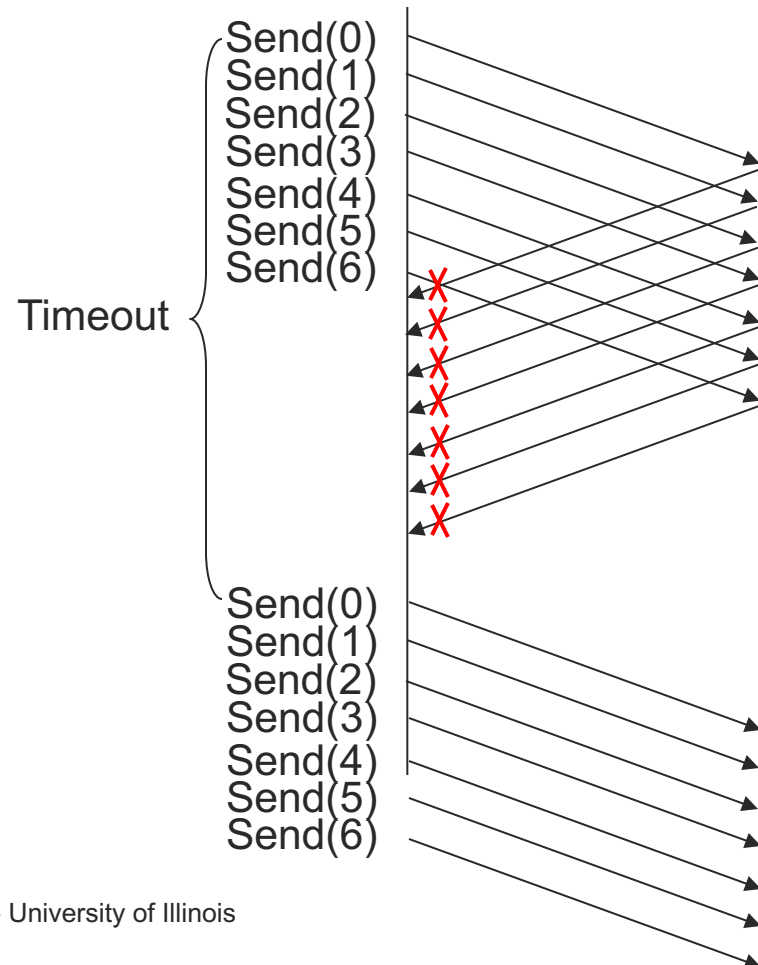 Send(0)
Send(1)
Send(2)
Send(3)
Send(4)
Send(5)
Send(6)
Timeout
Send(0)
Send(1)
Send(2)
Send(3)
Send(4)
Send(5)
Send(6)
University of Illinois